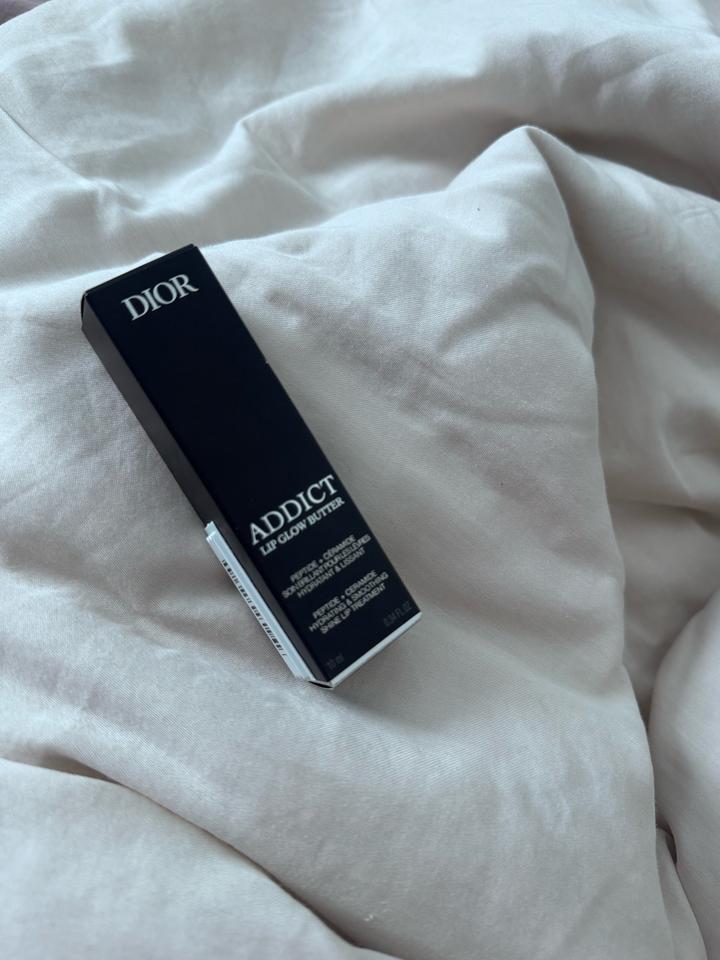 DIOR
ADDICT
LIP GLOW BUTTER
PEPTIDE + CERAMIDE
SOIN BRILLANT POUR LES LÈVRES
HYDRATANT & LISSANT
PEPTIDE + CERAMIDE
HYDRATING & SMOOTHING
SHINE LIP TREATMENT
10 ml
0.34 FL.OZ